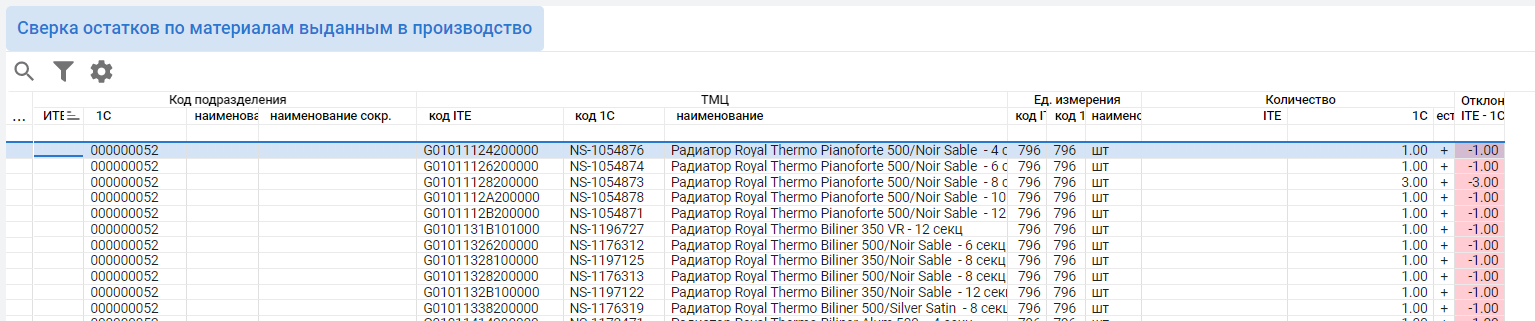 Сверка остатков по материалам выданным в производство
Код подразделения ТМЦ Ед. измерения Количество Отклон
... ИТЕ 1С наименова наименование сокр. код ITE код 1С наименование код IT код 1 наименс ITE 1С ест ITE - 1С
000000052 G01011124200000 NS-1054876 Радиатор Royal Thermo Pianoforte 500/Noir Sable - 4 с 796 796 шт 1.00 + -1.00
000000052 G01011126200000 NS-1054874 Радиатор Royal Thermo Pianoforte 500/Noir Sable - 6 с 796 796 шт 1.00 + -1.00
000000052 G01011128200000 NS-1054873 Радиатор Royal Thermo Pianoforte 500/Noir Sable - 8 с 796 796 шт 3.00 + -3.00
000000052 G0101112A200000 NS-1054878 Радиатор Royal Thermo Pianoforte 500/Noir Sable - 10 796 796 шт 1.00 + -1.00
000000052 G0101112B200000 NS-1054871 Радиатор Royal Thermo Pianoforte 500/Noir Sable - 12 796 796 шт 1.00 + -1.00
000000052 G0101131B101000 NS-1196727 Радиатор Royal Thermo Biliner 350 VR - 12 секц 796 796 шт 1.00 + -1.00
000000052 G01011326200000 NS-1176312 Радиатор Royal Thermo Biliner 500/Noir Sable - 6 секц 796 796 шт 1.00 + -1.00
000000052 G01011328100000 NS-1197125 Радиатор Royal Thermo Biliner 350/Noir Sable - 8 секц 796 796 шт 1.00 + -1.00
000000052 G01011328200000 NS-1176313 Радиатор Royal Thermo Biliner 500/Noir Sable - 8 секц 796 796 шт 1.00 + -1.00
000000052 G0101132B100000 NS-1197122 Радиатор Royal Thermo Biliner 350/Noir Sable - 12 секı 796 796 шт 1.00 + -1.00
000000052 G01011338200000 NS-1176319 Радиатор Royal Thermo Biliner 500/Silver Satin - 8 секц 796 796 шт 1.00 + -1.00